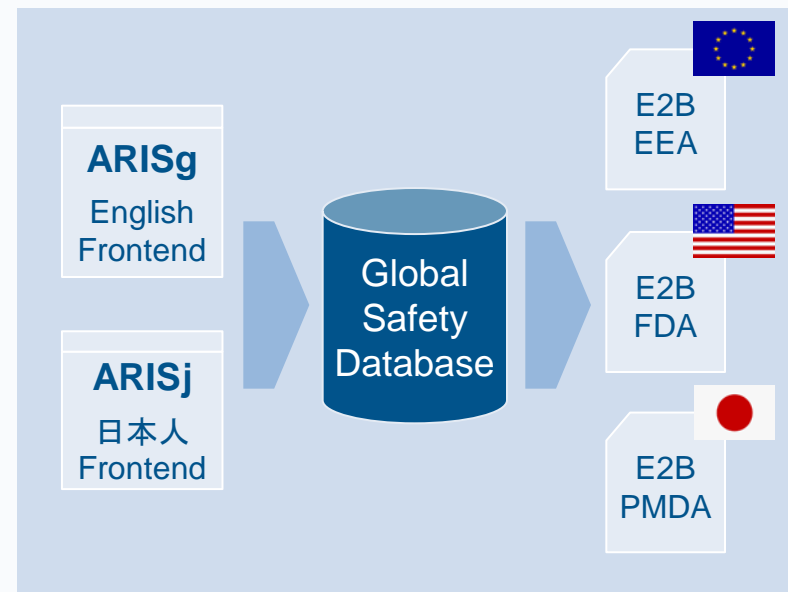 ARISg
English
Frontend
ARISj
日本人
Frontend
Global
Safety
Database
E2B
EEA
E2B
FDA
E2B
PMDA